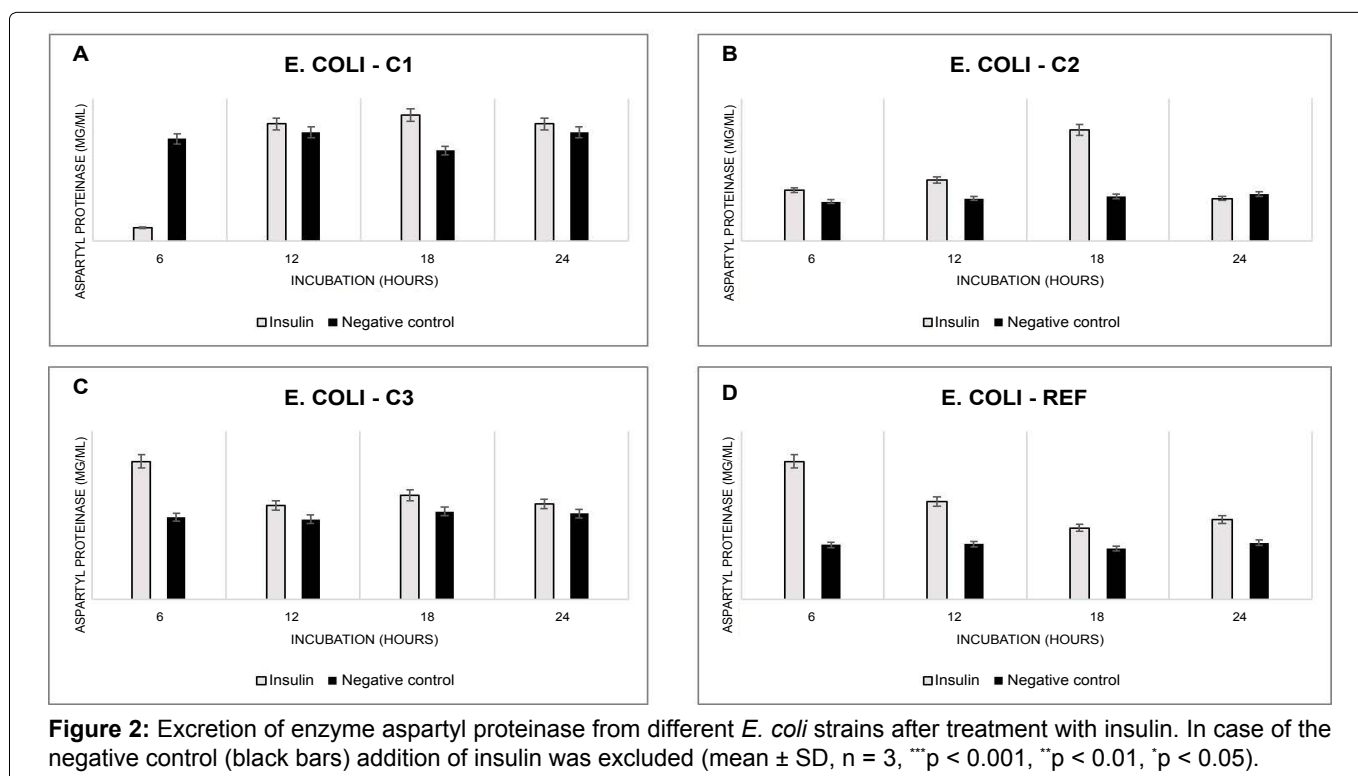 A
E. COLI - C1
ASPARTYL PROTEINASE (MG/ML)
6 12 18 24
INCUBATION (HOURS)
Insulin Negative control
B
E. COLI - C2
ASPARTYL PROTEINASE (MG/ML)
6 12 18 24
INCUBATION (HOURS)
Insulin Negative control
C
E. COLI - C3
ASPARTYL PROTEINASE (MG/ML)
6 12 18 24
INCUBATION (HOURS)
Insulin Negative control
D
E. COLI - REF
ASPARTYL PROTEINASE (MG/ML)
6 12 18 24
INCUBATION (HOURS)
Insulin Negative control
Figure 2: Excretion of enzyme aspartyl proteinase from different E. coli strains after treatment with insulin. In case of the
negative control (black bars) addition of insulin was excluded (mean ± SD, n = 3, ***p < 0.001, **p < 0.01, *p < 0.05).